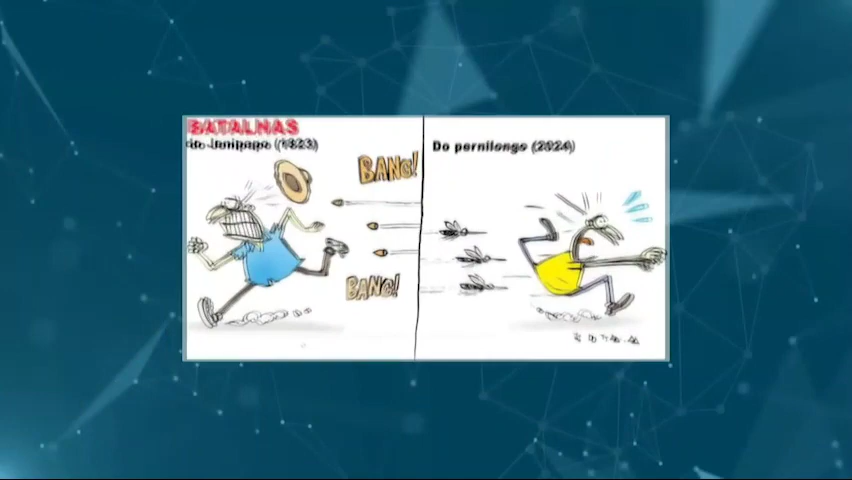 BATALHAS
do Jenipapo (1823)
BANG!
BANG!
Do pernilongo (2024)